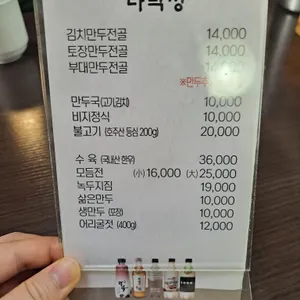 김치만두전골 14,000
토장만두전골 14,000
부대만두전골 14,000
만두국(고기,김치) 10,000
비지정식 10,000
불고기 (호주산 등심 200g) 20,000
수 육 (국내산 한우) 36,000
모듬전 (小) 16,000 (大) 25,000
녹두지짐 19,000
삶은만두 10,000
생만두 (포장) 10,000
어리굴젓 (400g) 12,000